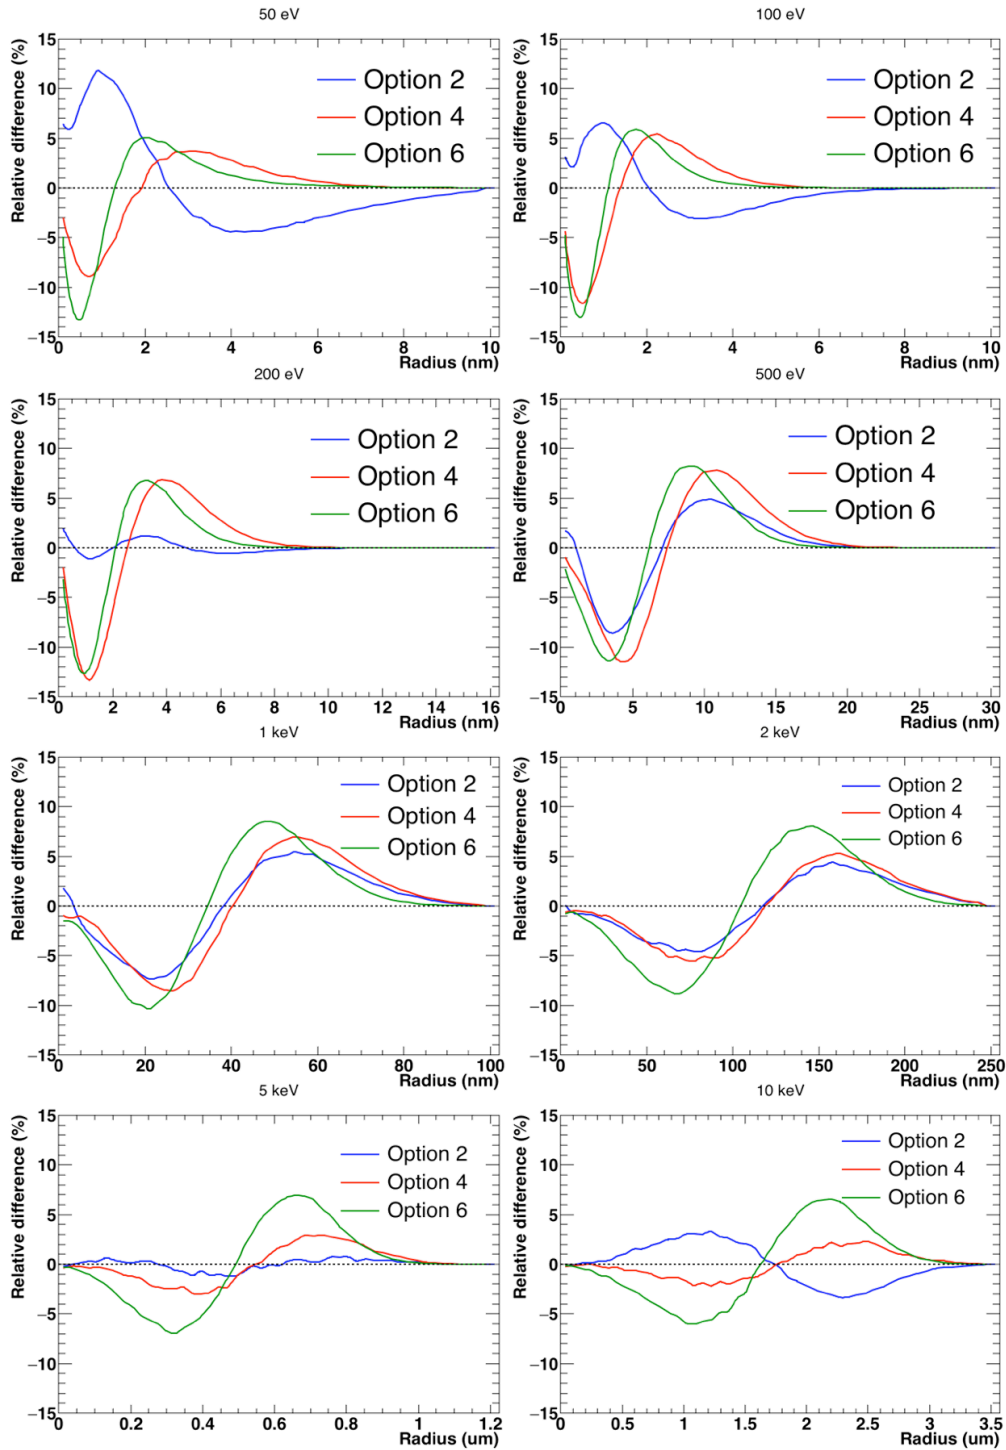 50 eV
Relative difference (%)
15
10
5
0
−5
−10
−15
Option 2
Option 4
Option 6
0 2 4 6 8 10
Radius (nm)
100 eV
Relative difference (%)
15
10
5
0
−5
−10
−15
Option 2
Option 4
Option 6
0 2 4 6 8 10
Radius (nm)
200 eV
Relative difference (%)
15
10
5
0
−5
−10
−15
Option 2
Option 4
Option 6
0 2 4 6 8 10 12 14 16
Radius (nm)
500 eV
Relative difference (%)
15
10
5
0
−5
−10
−15
Option 2
Option 4
Option 6
0 5 10 15 20 25 30
Radius (nm)
1 keV
Relative difference (%)
15
10
5
0
−5
−10
−15
Option 2
Option 4
Option 6
0 20 40 60 80 100
Radius (nm)
2 keV
Relative difference (%)
15
10
5
0
−5
−10
−15
Option 2
Option 4
Option 6
0 50 100 150 200 250
Radius (nm)
5 keV
Relative difference (%)
15
10
5
0
−5
−10
−15
Option 2
Option 4
Option 6
0 0.2 0.4 0.6 0.8 1 1.2
Radius (um)
10 keV
Relative difference (%)
15
10
5
0
−5
−10
−15
Option 2
Option 4
Option 6
0 0.5 1 1.5 2 2.5 3 3.5
Radius (um)